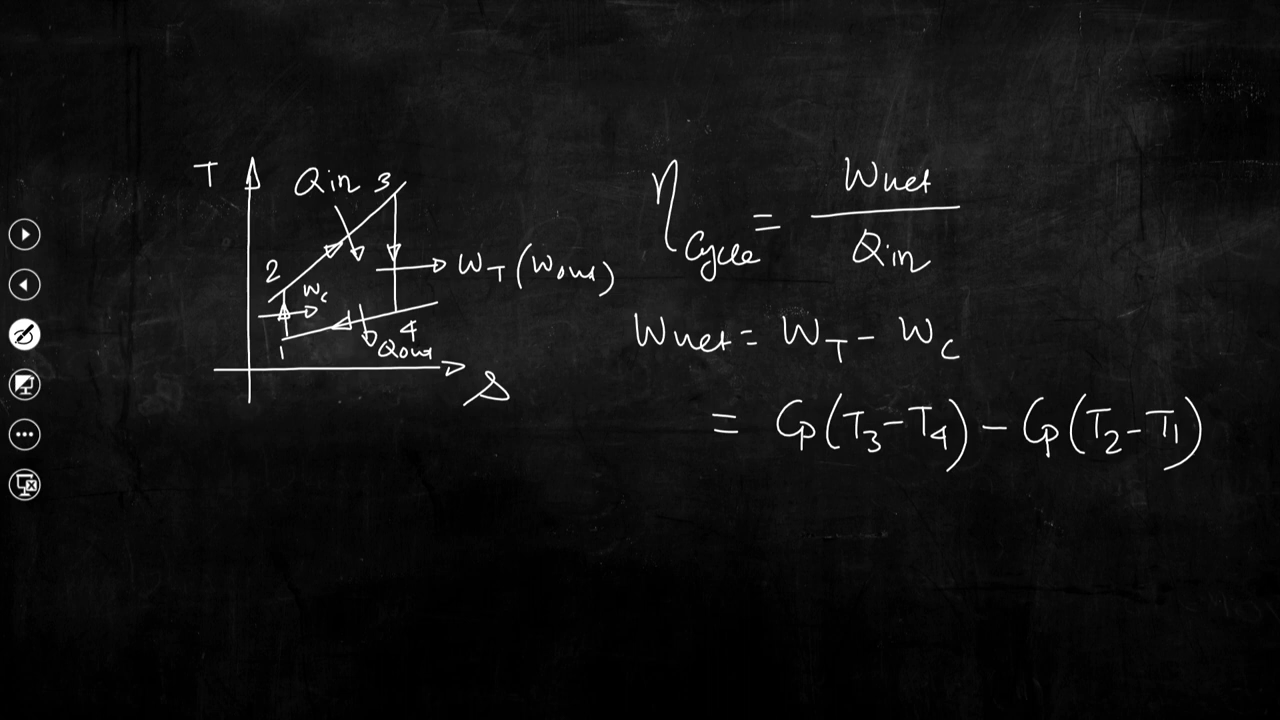 T
Qin 3
2
Wc
WT (Wout)
1
4
Qout
S
ηcycle = Wnet / Qin
Wnet = WT - WC
= Cp(T3-T4) - Cp(T2-T1)